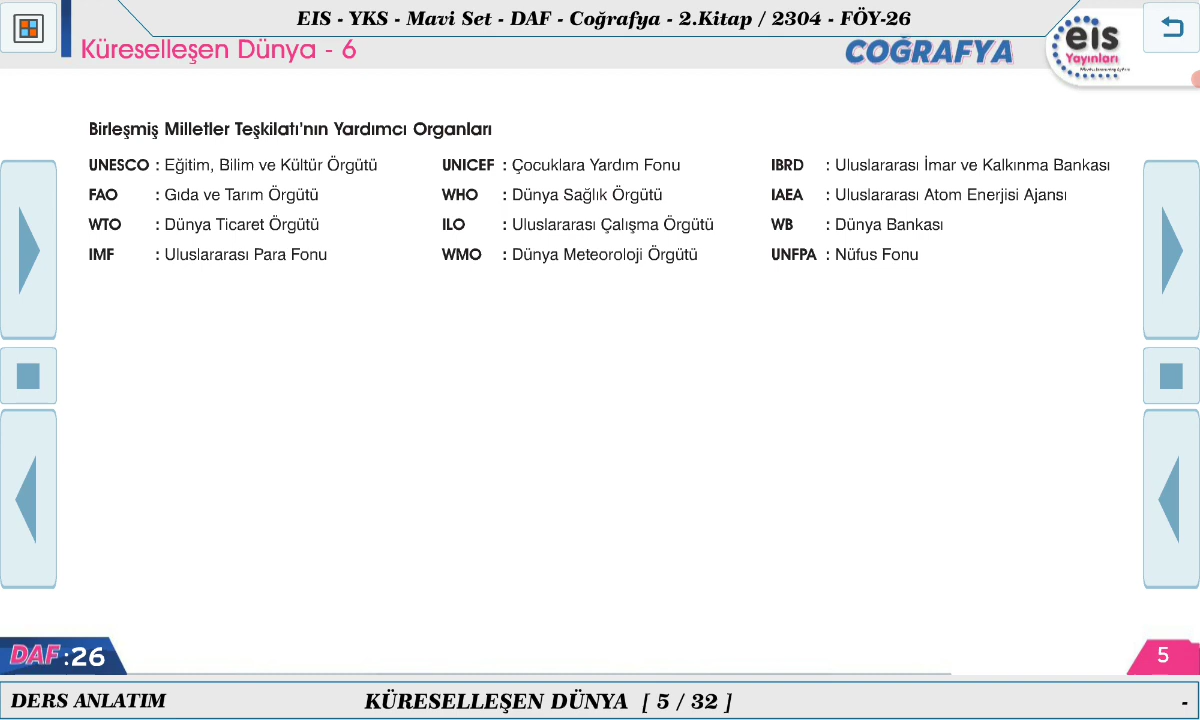 EIS - YKS - Mavi Set - DAF - Coğrafya - 2.Kitap / 2304 - FÖY-26
Küreselleşen Dünya - 6
COĞRAFYA
eis
Yayınları
Birleşmiş Milletler Teşkilatı'nın Yardımcı Organları
UNESCO : Eğitim, Bilim ve Kültür Örgütü UNICEF : Çocuklara Yardım Fonu IBRD : Uluslararası İmar ve Kalkınma Bankası
FAO : Gıda ve Tarım Örgütü WHO : Dünya Sağlık Örgütü IAEA : Uluslararası Atom Enerjisi Ajansı
WTO : Dünya Ticaret Örgütü ILO : Uluslararası Çalışma Örgütü WB : Dünya Bankası
IMF : Uluslararası Para Fonu WMO : Dünya Meteoroloji Örgütü UNFPA : Nüfus Fonu
DAF :26
5
DERS ANLATIM KÜRESELLEŞEN DÜNYA [ 5 / 32 ] -